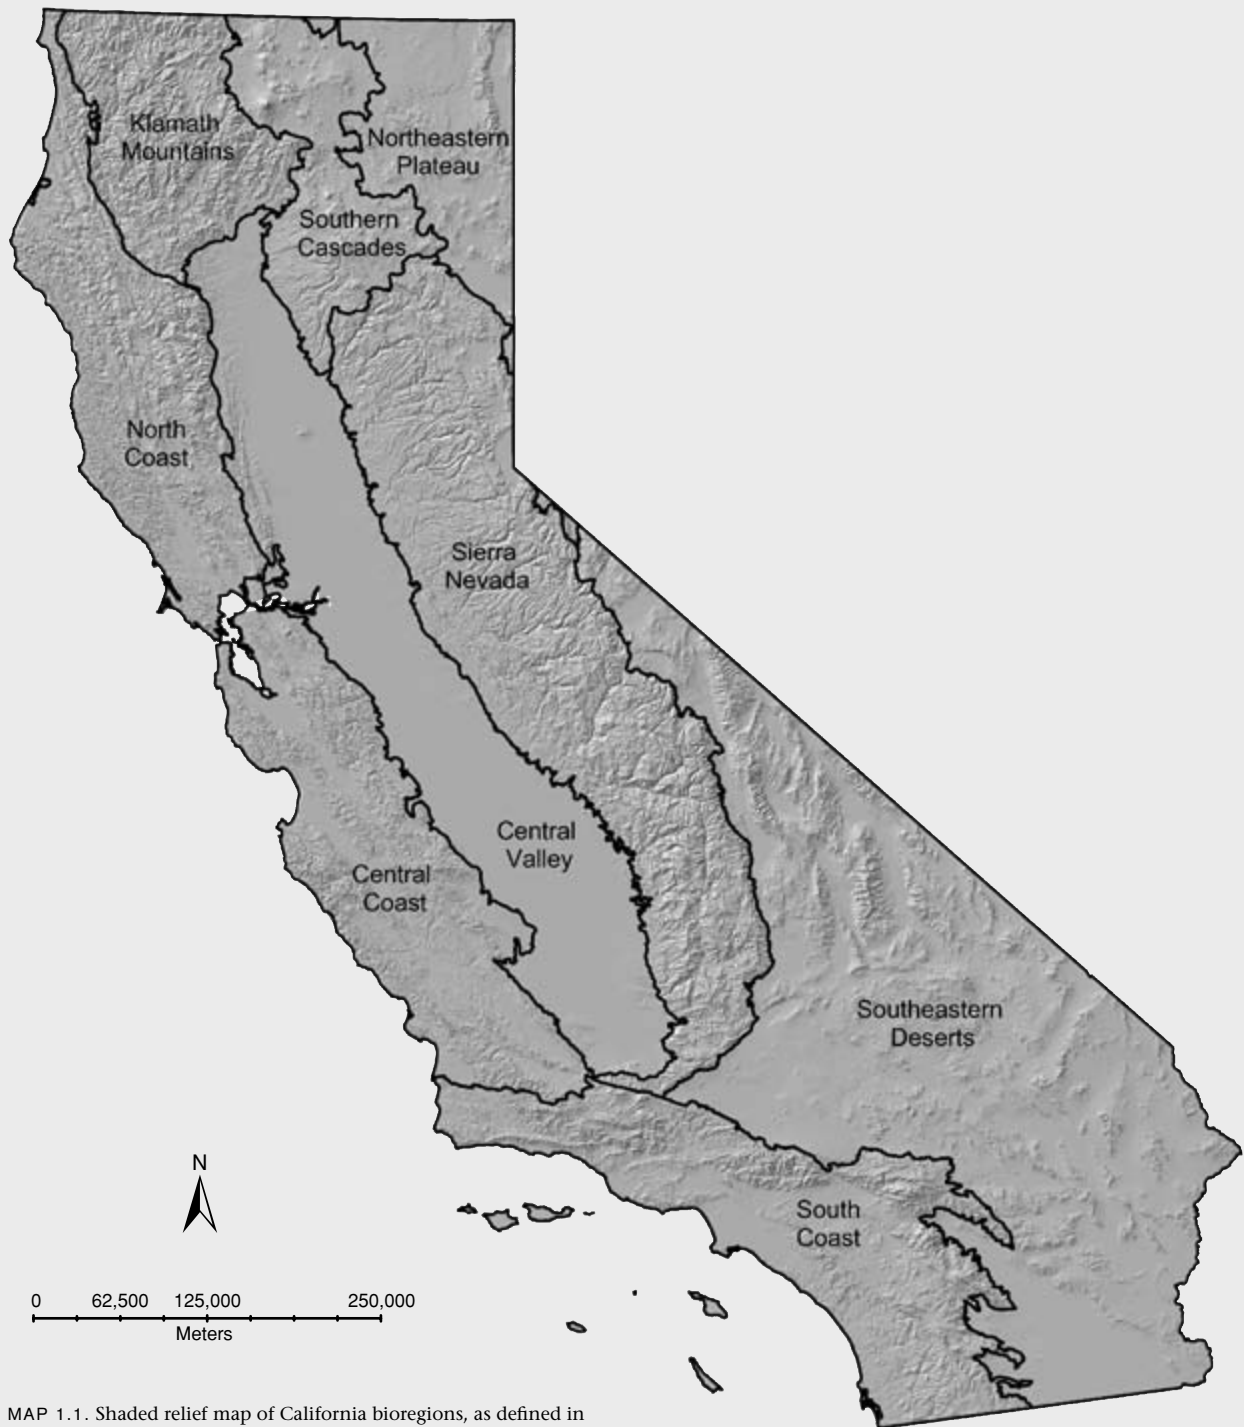 Klamath
Mountains
Northeastern
Plateau
Southern
Cascades
North
Coast
Sierra
Nevada
Central
Valley
Central
Coast
Southeastern
Deserts
N
South
Coast
0 62,500 125,000 250,000
Meters
MAP 1.1. Shaded relief map of California bioregions, as defined in